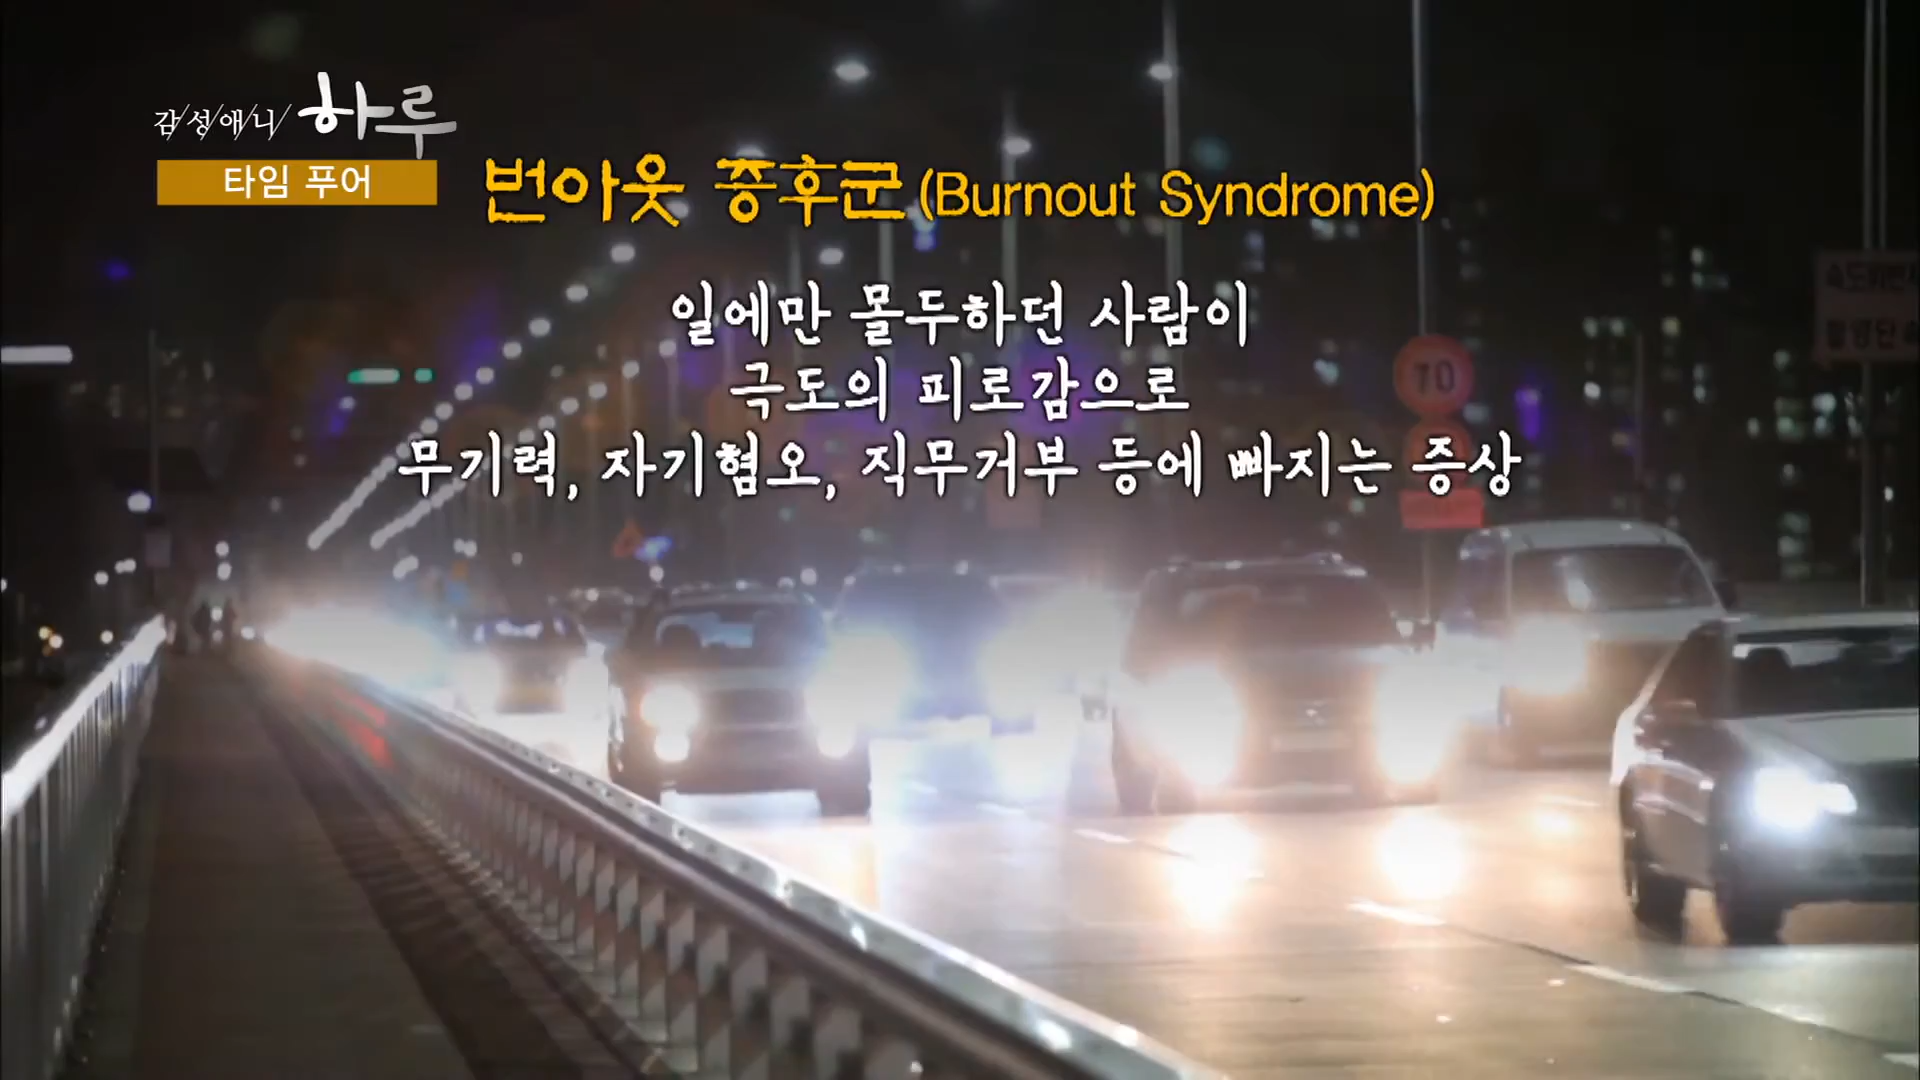 감성애니 하루
타임 푸어
번아웃 증후군(Burnout Syndrome)
일에만 몰두하던 사람이
극도의 피로감으로
무기력, 자기혐오, 직무거부 등에 빠지는 증상
70